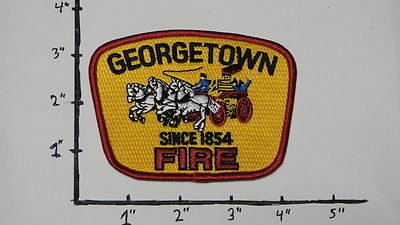 4"
3"
2"
1"
GEORGETOWN
SINCE 1854
FIRE
1" 2" 3" 4" 5"